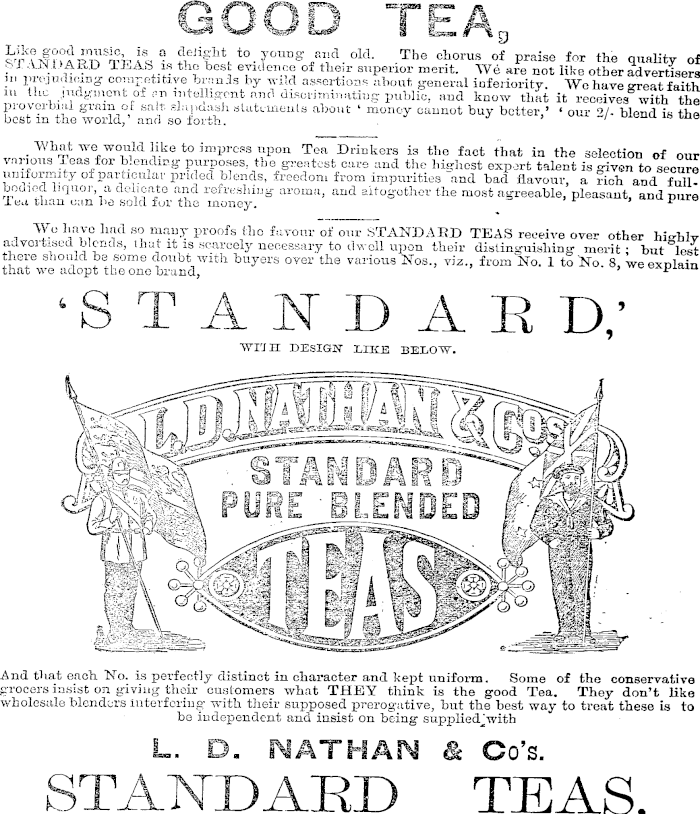 GOOD TEA,
Like good music, is a delight to young and old. The chorus of praise for the quality of
STANDARD TEAS is the best evidence of their superior merit. We are not like other advertisers
in prejudicing competitive brands by wild assertions about general inferiority. We have great faith
in the judgment of an intelligent and discriminating public, and know that it receives with the
proverbial grain of salt slapdash statements about ‘ money cannot buy better,’ ‘ our 2/- blend is the
best in the world,’ and so forth.
What we would like to impress upon Tea Drinkers is the fact that in the selection of our
various Teas for blending purposes, the greatest care and the highest expert talent is given to secure
uniformity of particular prided blends, freedom from impurities and bad flavour, a rich and full-
bodied liquor, a delicate and refreshing aroma, and altogether the most agreeable, pleasant, and pure
Tea than can be sold for the money.
We have had so many proofs the favour of our STANDARD TEAS receive over other highly
advertised blends, that it is scarcely necessary to dwell upon their distinguishing merit ; but lest
there should be some doubt with buyers over the various Nos., viz., from No. 1 to No. 8, we explain
that we adopt the one brand,
‘STANDARD,’
WITH DESIGN LIKE BELOW.
L.D. NATHAN & Cos
STANDARD
PURE BLENDED
TEAS
And that each No. is perfectly distinct in character and kept uniform. Some of the conservative
grocers insist on giving their customers what THEY think is the good Tea. They don't like
wholesale blenders interfering with their supposed prerogative, but the best way to treat these is to
be independent and insist on being supplied with
L. D. NATHAN & Co's.
STANDARD TEAS.